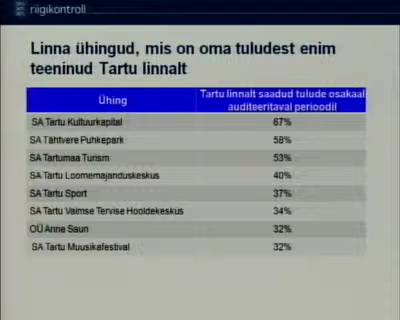 riigikontroll
Linna ühingud, mis on oma tuludest enim
teeninud Tartu linnalt
Ühing
Tartu linnalt saadud tulude osakaal
auditeeritaval perioodil
SA Tartu Kultuurkapital 67%
SA Tähtvere Puhkepark 58%
SA Tartumaa Turism 53%
SA Tartu Loomemajanduskeskus 40%
SA Tartu Sport 37%
SA Tartu Vaimse Tervise Hooldekeskus 34%
OÜ Anne Saun 32%
SA Tartu Muusikafestival 32%